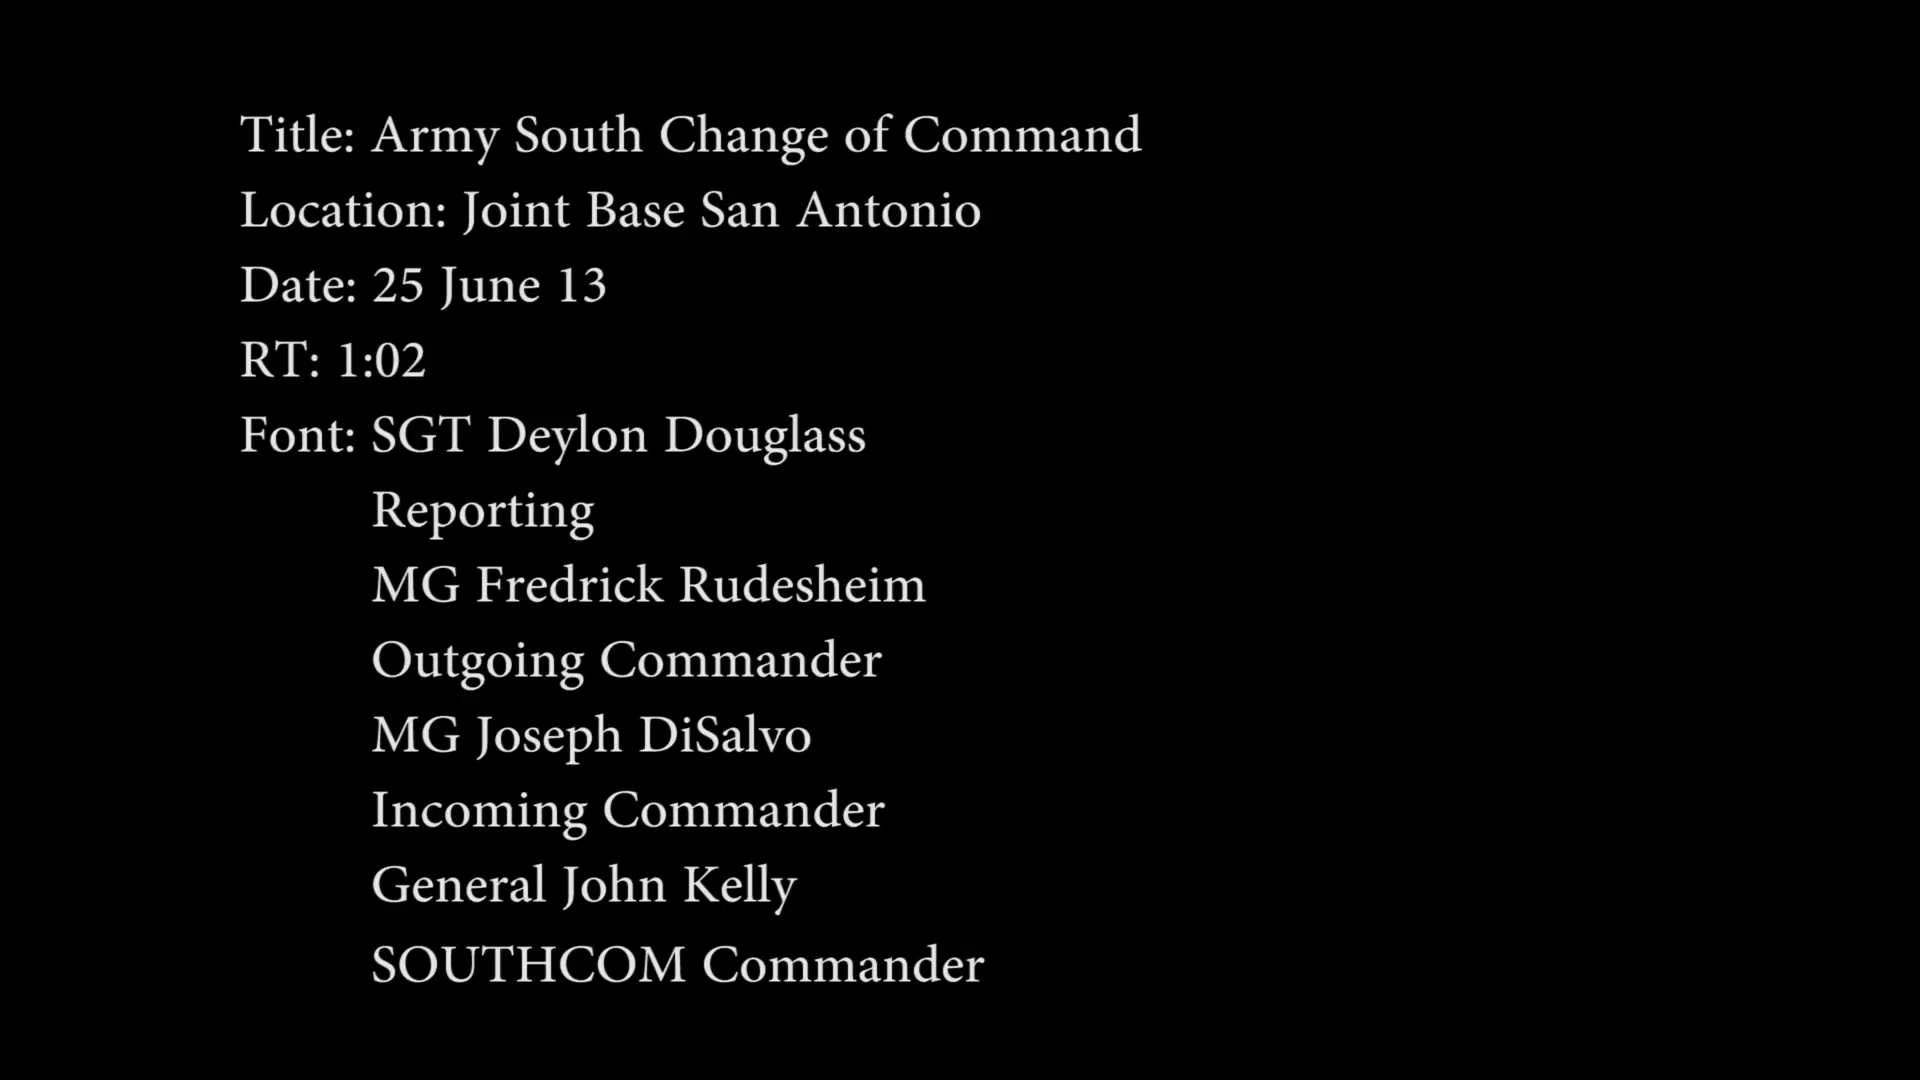 Title: Army South Change of Command
Location: Joint Base San Antonio
Date: 25 June 13
RT: 1:02
Font: SGT Deylon Douglass
Reporting
MG Fredrick Rudesheim
Outgoing Commander
MG Joseph DiSalvo
Incoming Commander
General John Kelly
SOUTHCOM Commander